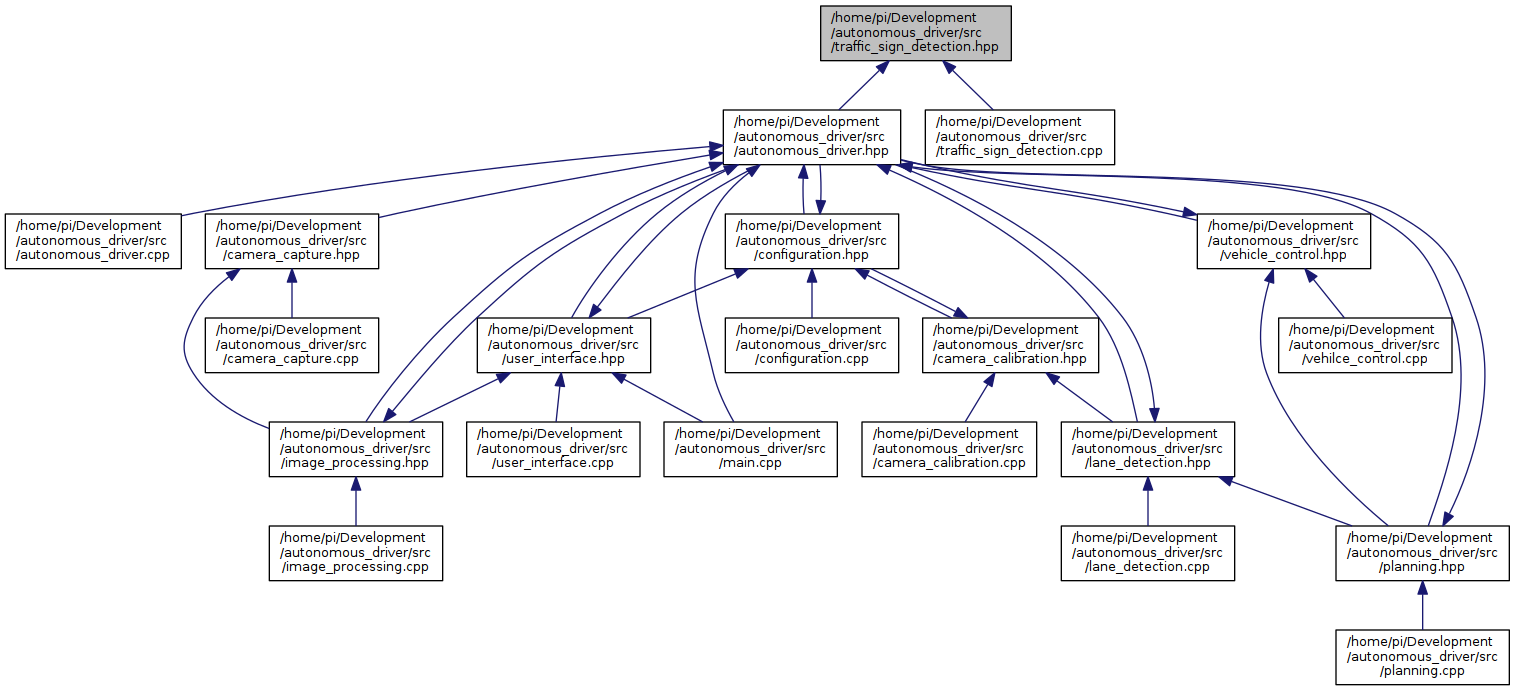 /home/pi/Development
/autonomous_driver/src
/traffic_sign_detection.hpp
/home/pi/Development
/autonomous_driver/src
/autonomous_driver.hpp
/home/pi/Development
/autonomous_driver/src
/traffic_sign_detection.cpp
/home/pi/Development
/autonomous_driver/src
/autonomous_driver.cpp
/home/pi/Development
/autonomous_driver/src
/camera_capture.hpp
/home/pi/Development
/autonomous_driver/src
/configuration.hpp
/home/pi/Development
/autonomous_driver/src
/vehicle_control.hpp
/home/pi/Development
/autonomous_driver/src
/camera_capture.cpp
/home/pi/Development
/autonomous_driver/src
/user_interface.hpp
/home/pi/Development
/autonomous_driver/src
/configuration.cpp
/home/pi/Development
/autonomous_driver/src
/camera_calibration.hpp
/home/pi/Development
/autonomous_driver/src
/vehilce_control.cpp
/home/pi/Development
/autonomous_driver/src
/image_processing.hpp
/home/pi/Development
/autonomous_driver/src
/user_interface.cpp
/home/pi/Development
/autonomous_driver/src
/main.cpp
/home/pi/Development
/autonomous_driver/src
/camera_calibration.cpp
/home/pi/Development
/autonomous_driver/src
/lane_detection.hpp
/home/pi/Development
/autonomous_driver/src
/image_processing.cpp
/home/pi/Development
/autonomous_driver/src
/lane_detection.cpp
/home/pi/Development
/autonomous_driver/src
/planning.hpp
/home/pi/Development
/autonomous_driver/src
/planning.cpp